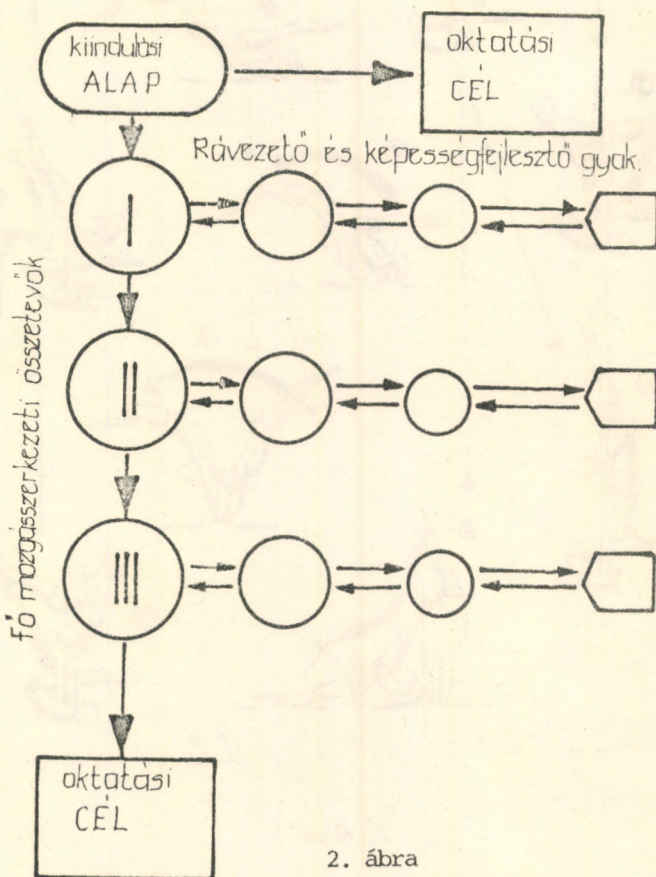 kiindulási
ALAP
oktatási
CÉL
Rávezető és képességfejlesztő gyak.
I
II
III
Fő mozgásszerkezeti összetevők
oktatási
CÉL
2. ábra